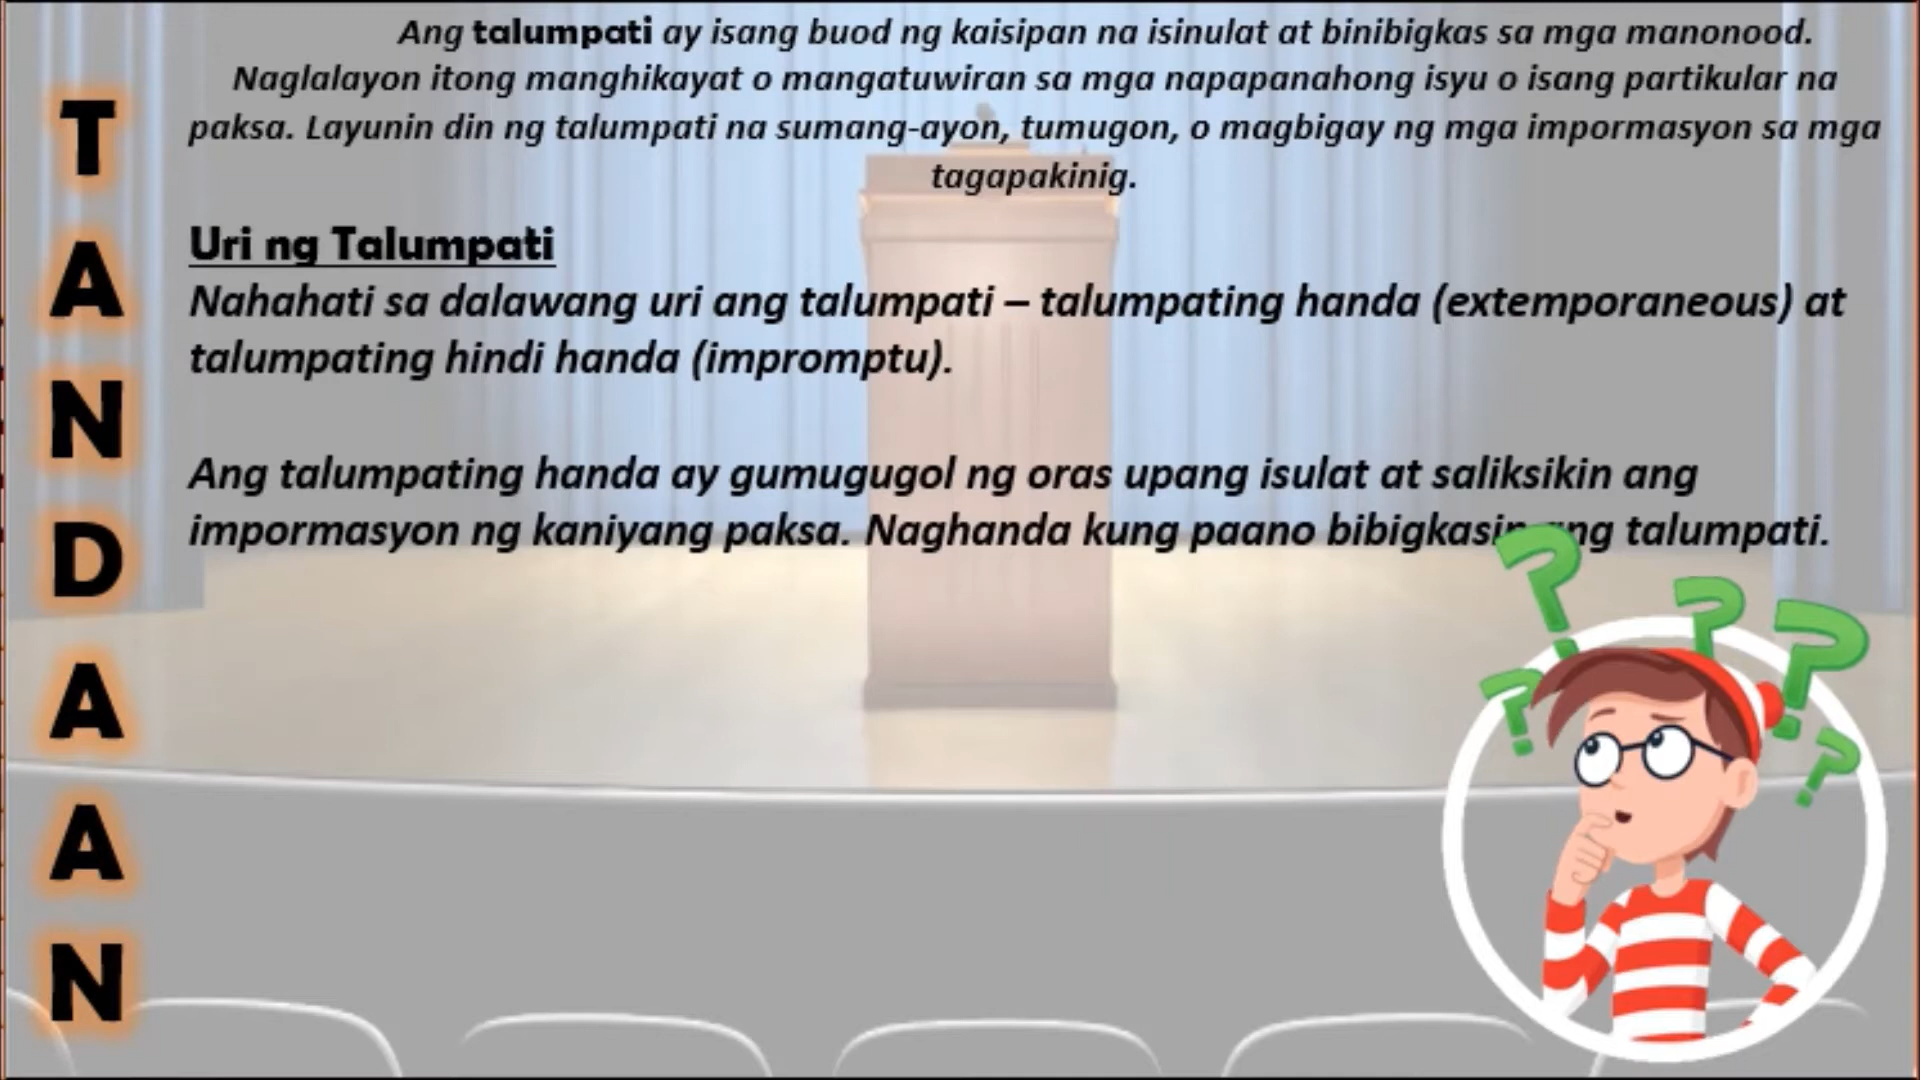 TANDAAN
Ang talumpati ay isang buod ng kaisipan na isinulat at binibigkas sa mga manonood.
Naglalayon itong manghikayat o mangatuwiran sa mga napapanahong isyu o isang partikular na
paksa. Layunin din ng talumpati na sumang-ayon, tumugon, o magbigay ng mga impormasyon sa mga
tagapakinig.
Uri ng Talumpati
Nahahati sa dalawang uri ang talumpati – talumpating handa (extemporaneous) at
talumpating hindi handa (impromptu).
Ang talumpating handa ay gumugugol ng oras upang isulat at saliksikin ang
impormasyon ng kaniyang paksa. Naghanda kung paano bibigkasin ang talumpati.
? ? ? ? ?